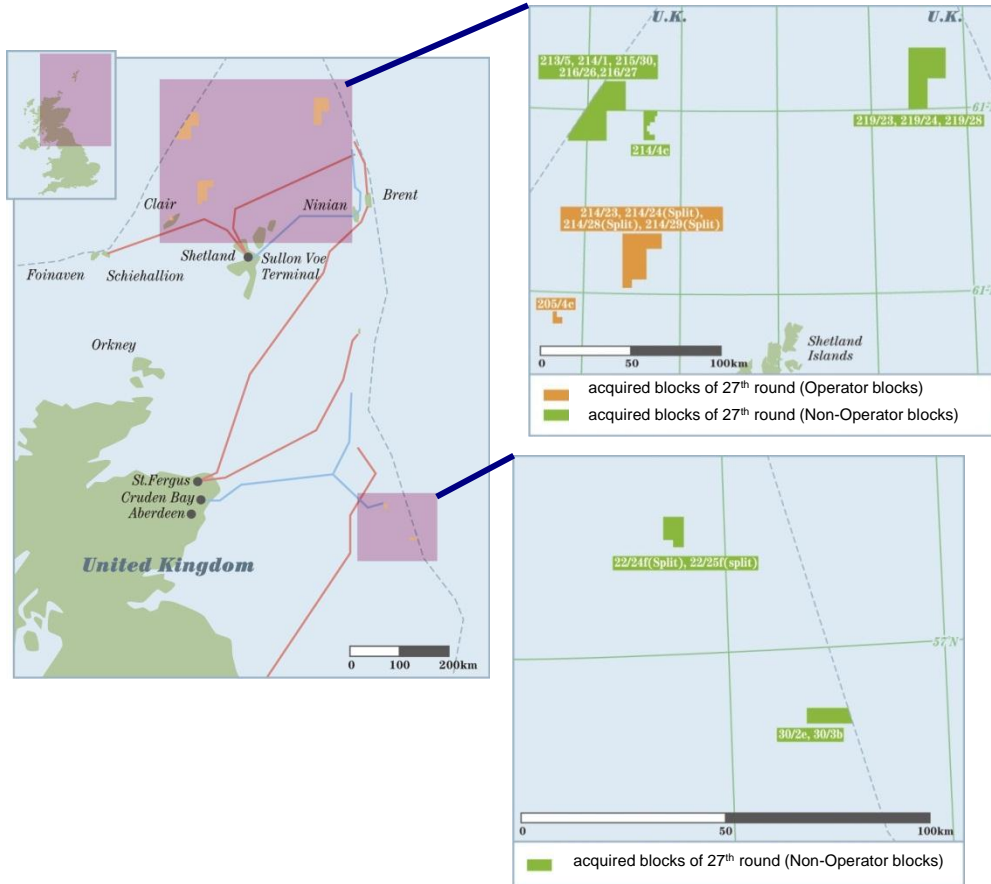 Clair
Ninian
Brent
Shetland
Sullon Voe
Terminal
Foinaven
Schiehallion
Orkney
St.Fergus
Cruden Bay
Aberdeen
United Kingdom
0 100 200km
U.K.
U.K.
213/5, 214/1, 215/30,
216/26,216/27
214/4c
219/23, 219/24, 219/28
214/23, 214/24(Split),
214/28(Split), 214/29(Split)
205/4c
Shetland
Islands
0 50 100km
acquired blocks of 27th round (Operator blocks)
acquired blocks of 27th round (Non-Operator blocks)
22/24f(Split), 22/25f(split)
57°N
30/2e, 30/3b
0 50 100km
acquired blocks of 27th round (Non-Operator blocks)